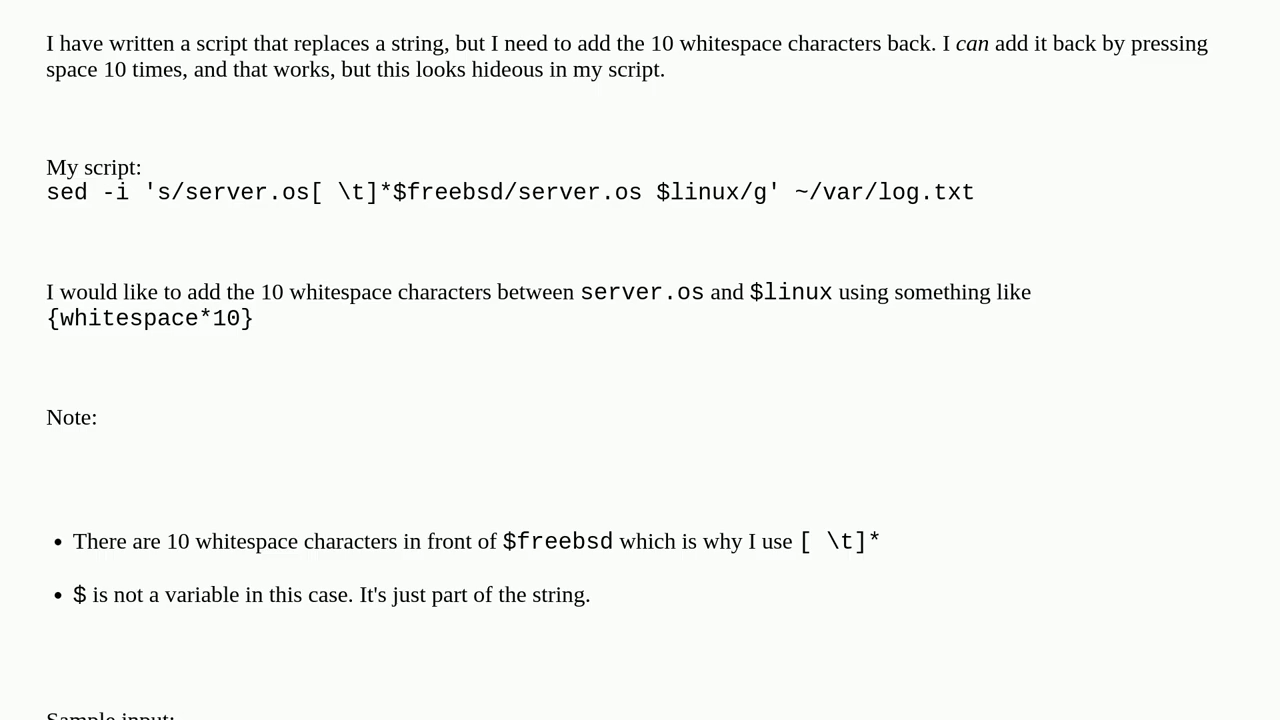 I have written a script that replaces a string, but I need to add the 10 whitespace characters back. I can add it back by pressing
space 10 times, and that works, but this looks hideous in my script.
My script:
sed -i 's/server.os[ \t]*$freebsd/server.os $linux/g' ~/var/log.txt
I would like to add the 10 whitespace characters between server.os and $linux using something like
{whitespace*10}
Note:
• There are 10 whitespace characters in front of $freebsd which is why I use [ \t]*
• $ is not a variable in this case. It's just part of the string.
Sample input: